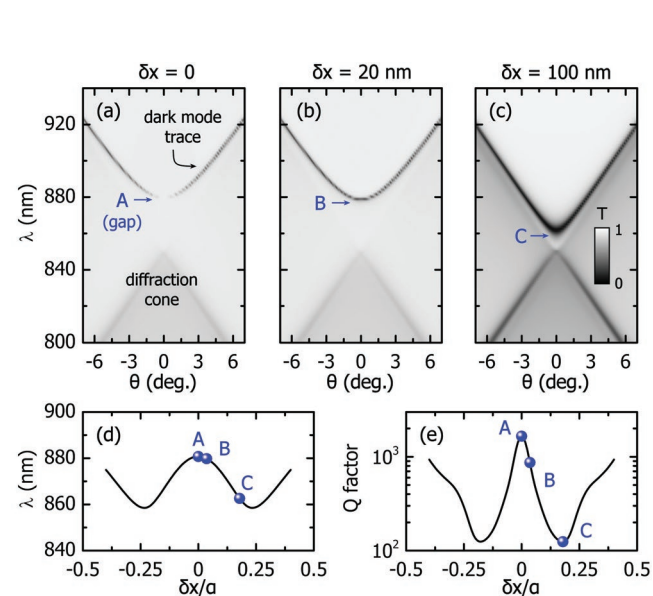 δx = 0
δx = 20 nm
δx = 100 nm
(a)
dark mode
trace
A
(gap)
diffraction
cone
(b)
B
(c)
T
1
0
C
920
880
840
800
λ (nm)
-6 -3 0 3 6
θ (deg.)
-6 -3 0 3 6
θ (deg.)
-6 -3 0 3 6
θ (deg.)
(d)
A
B
C
900
880
860
840
λ (nm)
-0.5 -0.25 0 0.25 0.5
δx/a
(e)
A
B
C
10³
10²
Q factor
-0.5 -0.25 0 0.25 0.5
δx/a